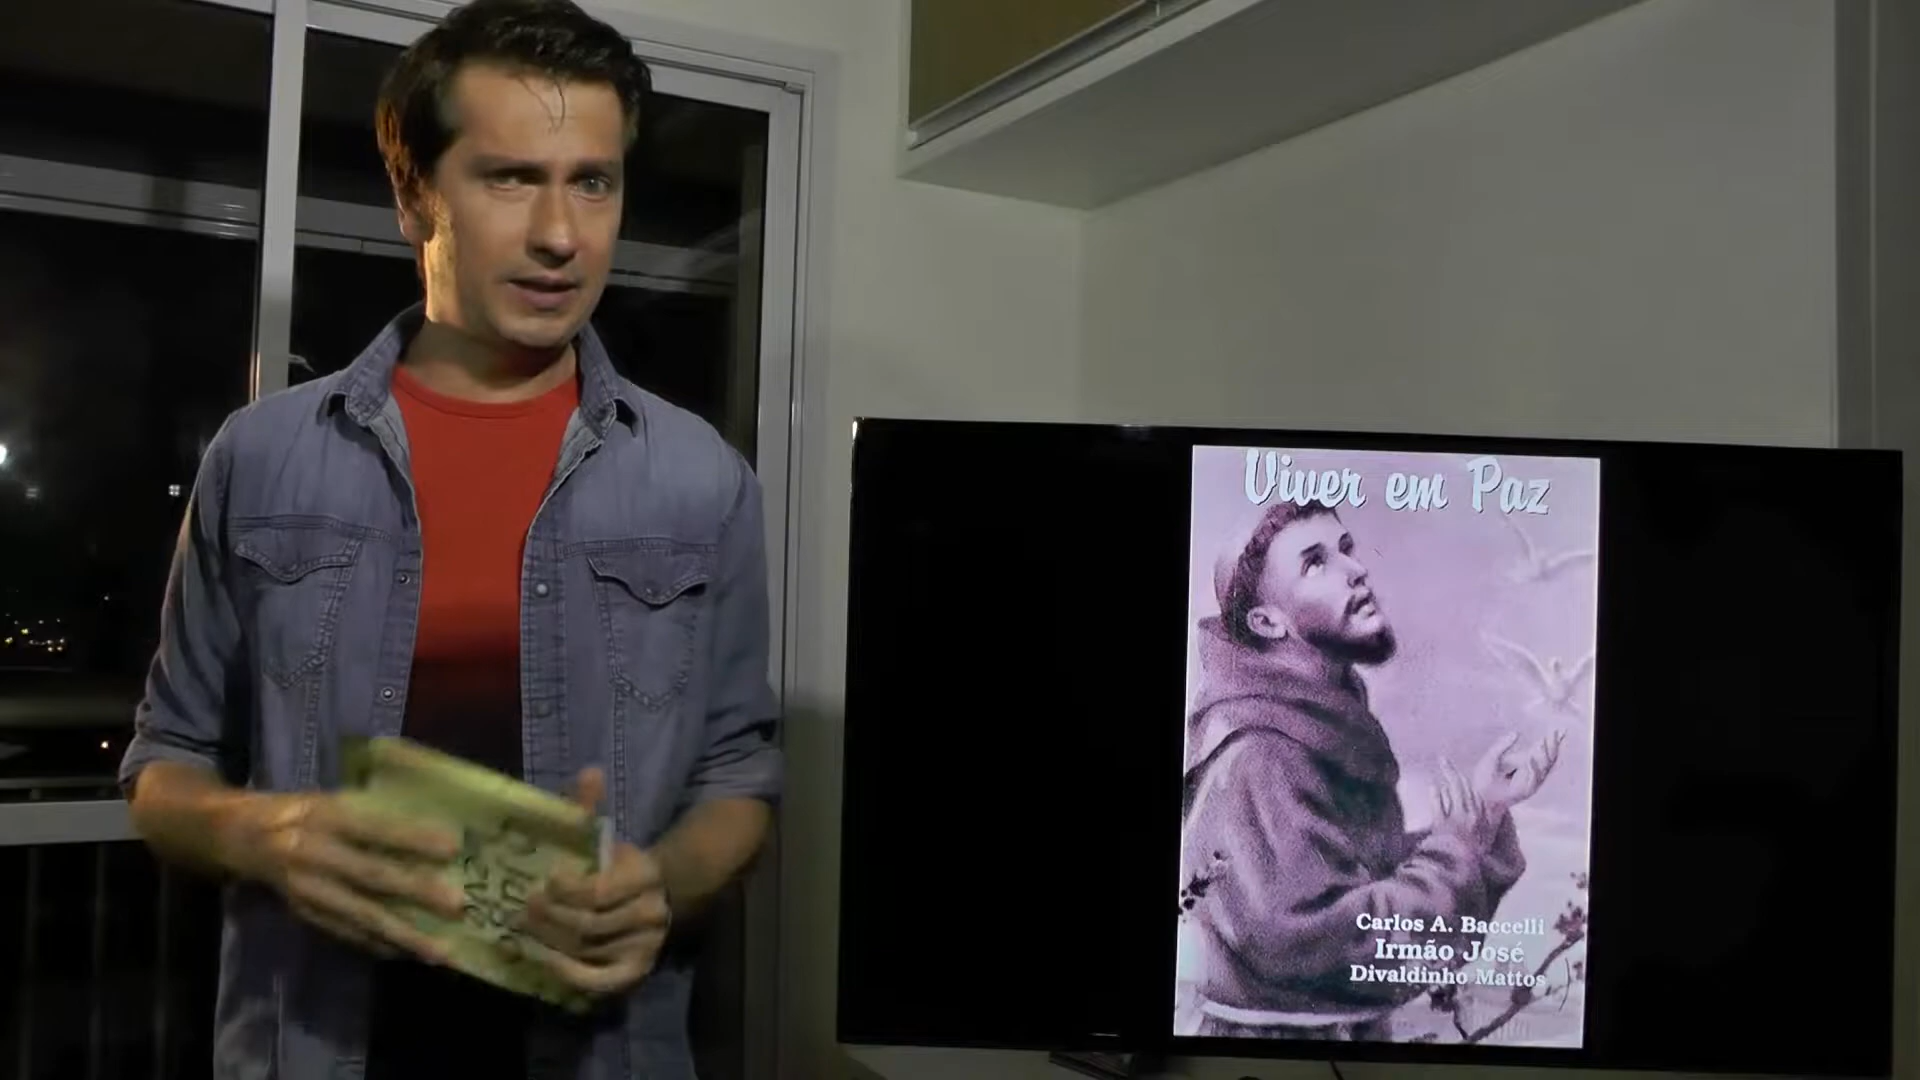 Viver em Paz
Carlos A. Baccelli
Irmão José
Divaldinho Mattos